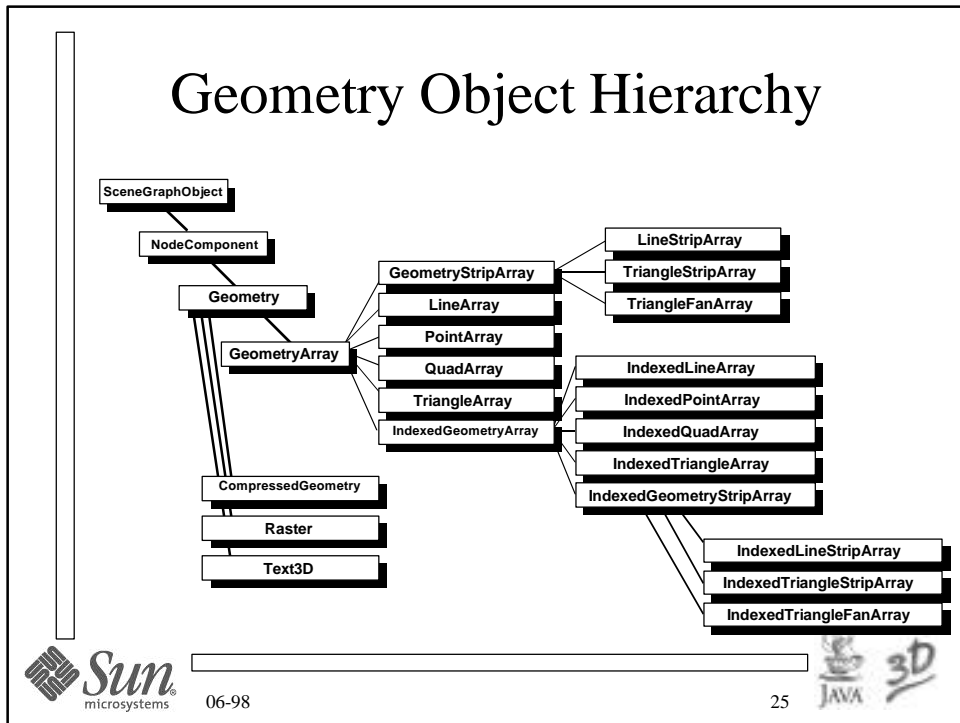 Geometry Object Hierarchy
SceneGraphObject
NodeComponent
Geometry
GeometryArray
CompressedGeometry
Raster
Text3D
GeometryStripArray
LineArray
PointArray
QuadArray
TriangleArray
IndexedGeometryArray
LineStripArray
TriangleStripArray
TriangleFanArray
IndexedLineArray
IndexedPointArray
IndexedQuadArray
IndexedTriangleArray
IndexedGeometryStripArray
IndexedLineStripArray
IndexedTriangleStripArray
IndexedTriangleFanArray
Sun
microsystems
06-98
25
JAVA 3D